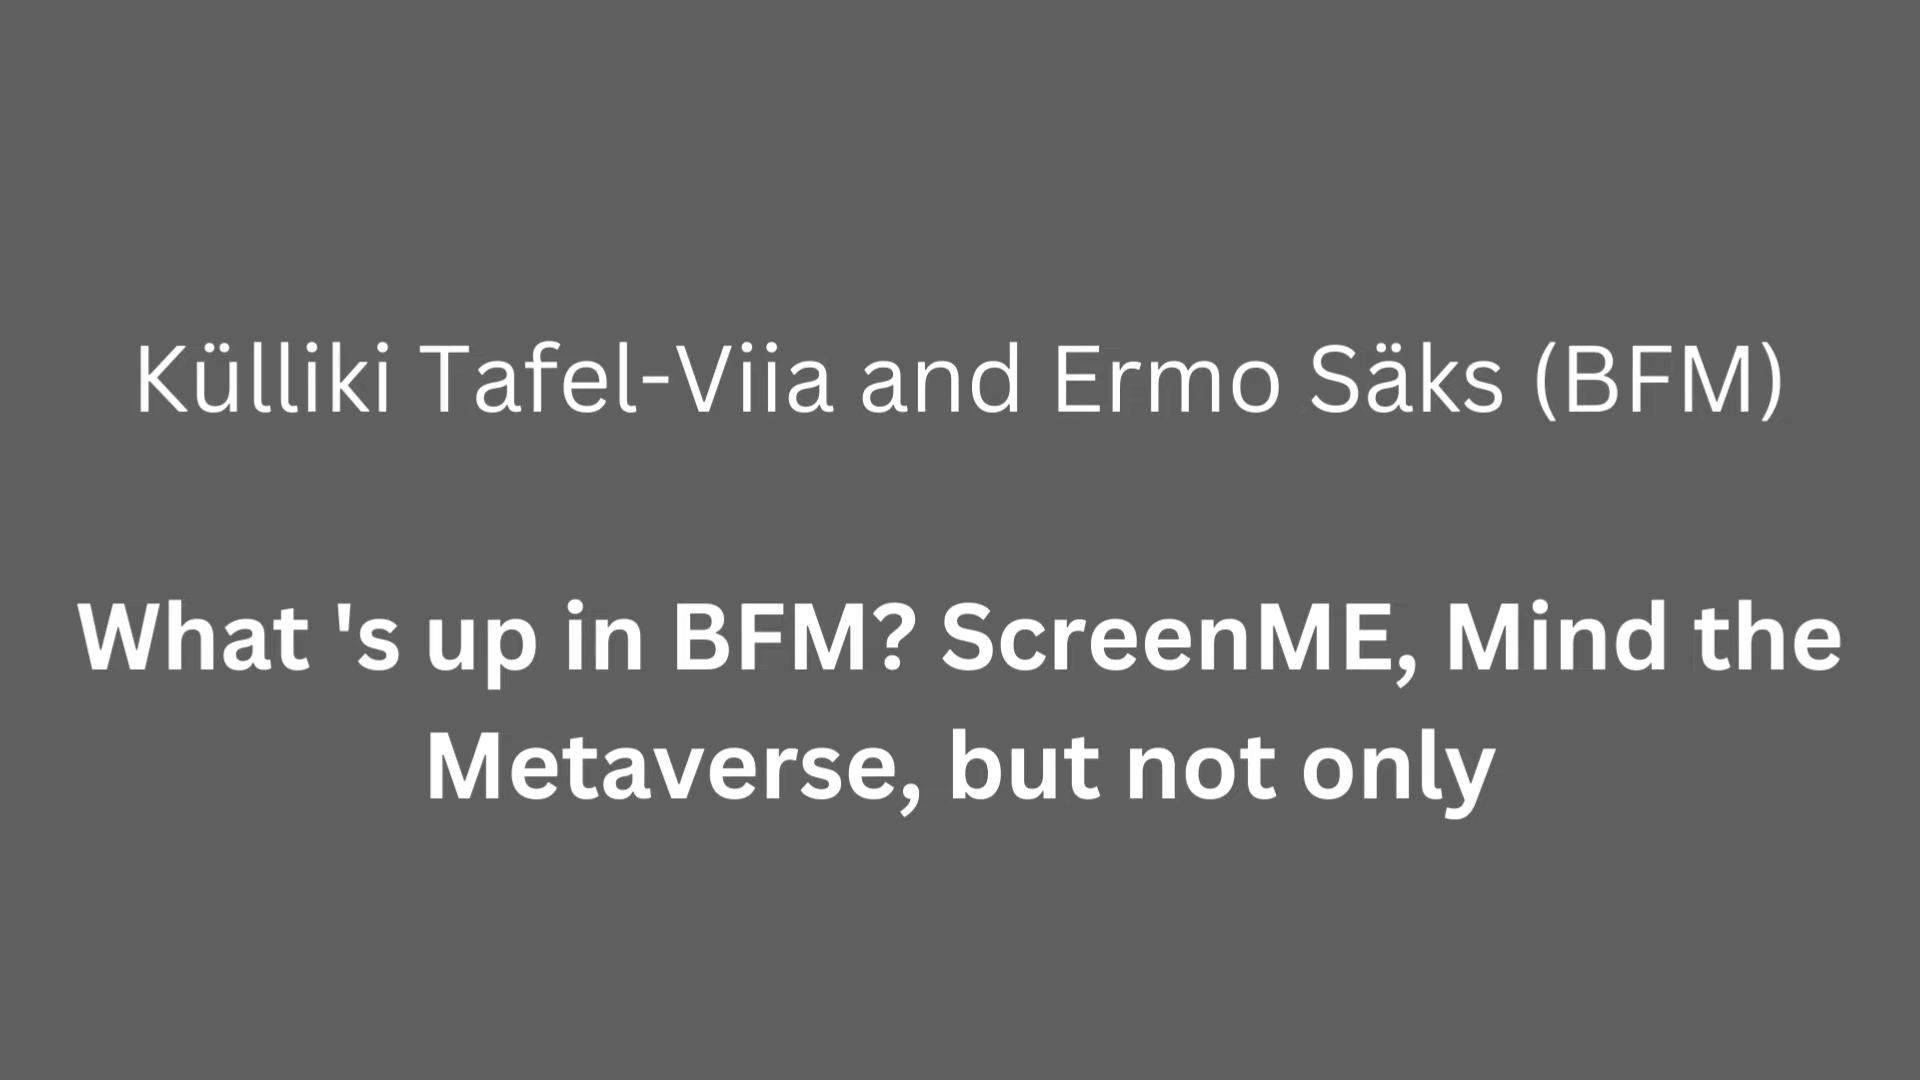 Külliki Tafel-Viia and Ermo Säks (BFM)
What 's up in BFM? ScreenME, Mind the
Metaverse, but not only